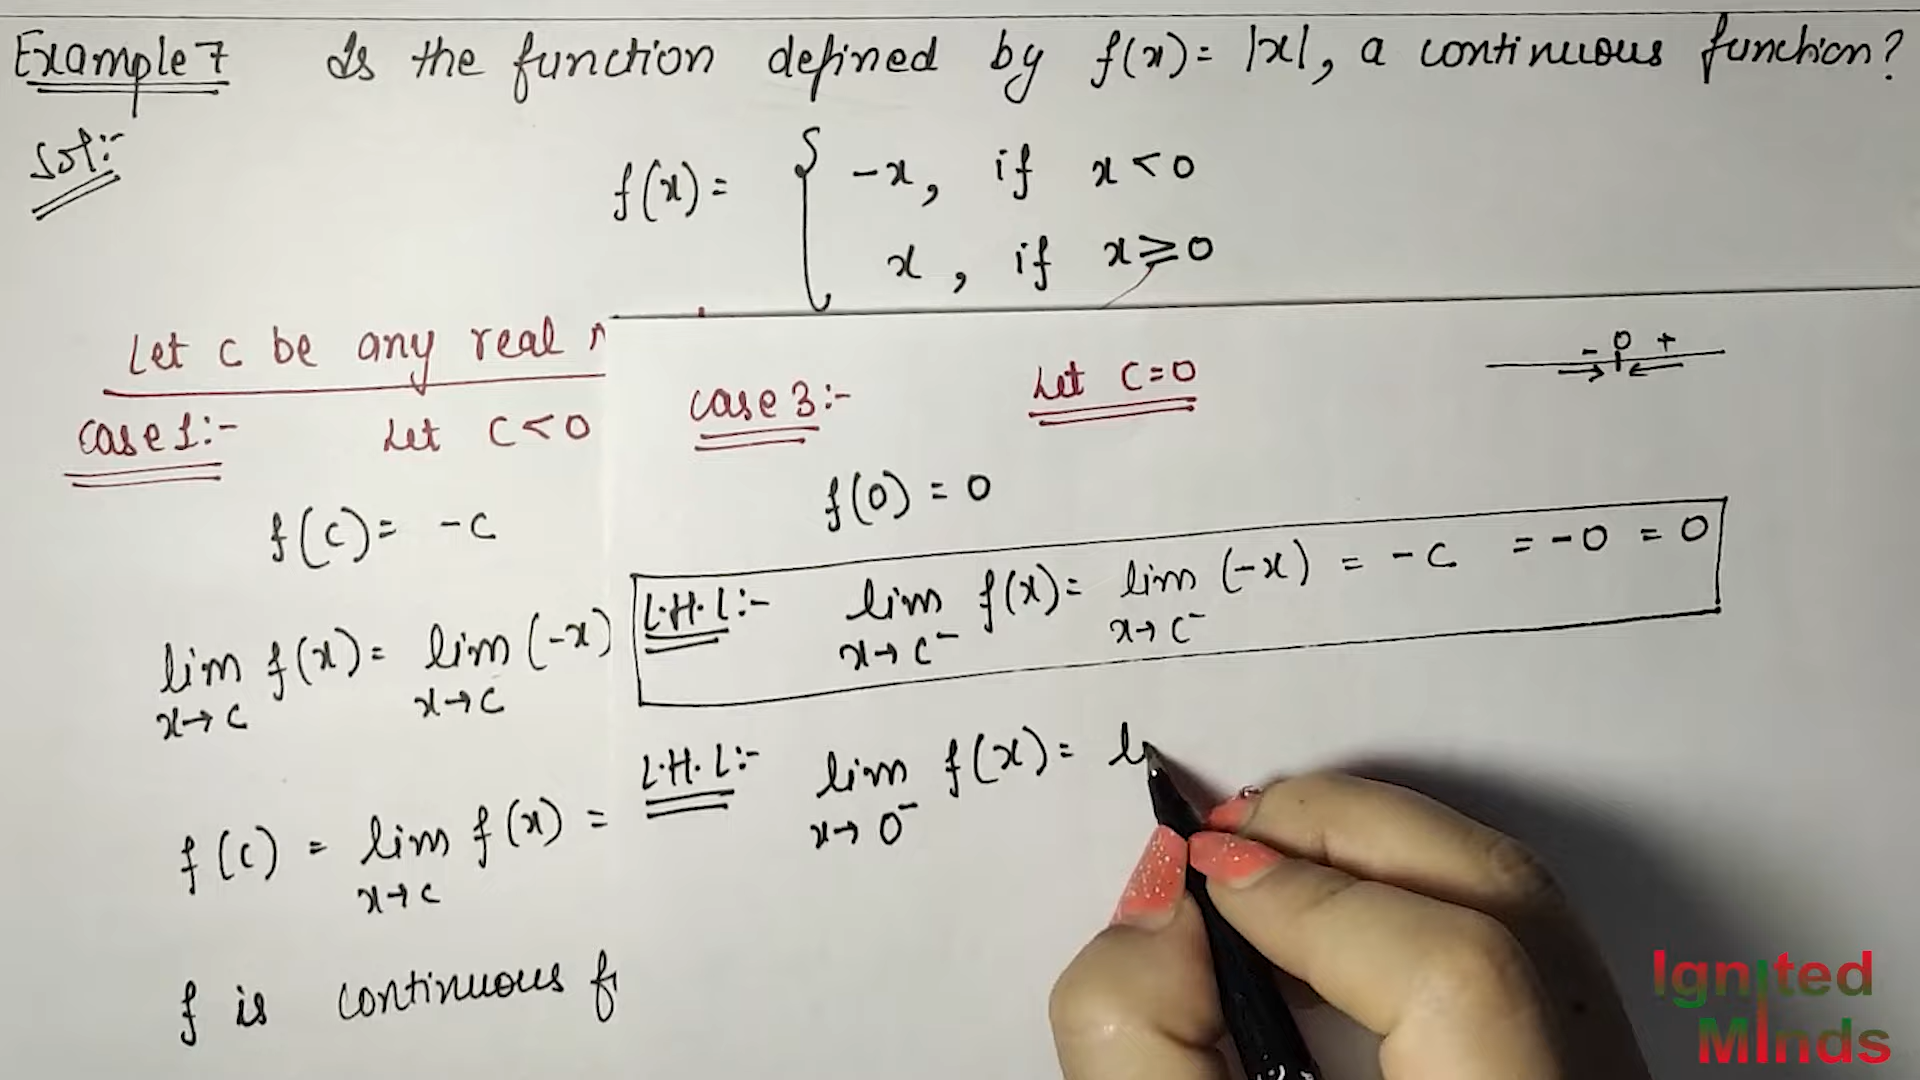 Example 7 Is the function defined by f(x)= |x|, a continuous function?
Sol:-
f(x)= { -x, if x < 0
x , if x ⩾ 0
Let c be any real
Case 1:- Let c < 0
f(c)= -c
lim f(x)= lim (-x)
x→c x→c
f(c) = lim f(x) =
x→c
f is continuous
- 0 +
Case 3:- Let c=0
f(0) = 0
L.H.L:- lim f(x)= lim (-x) = -c = -0 = 0
x→c⁻ x→c⁻
L.H.L:- lim f(x)=
x→0⁻
Ignited
Minds